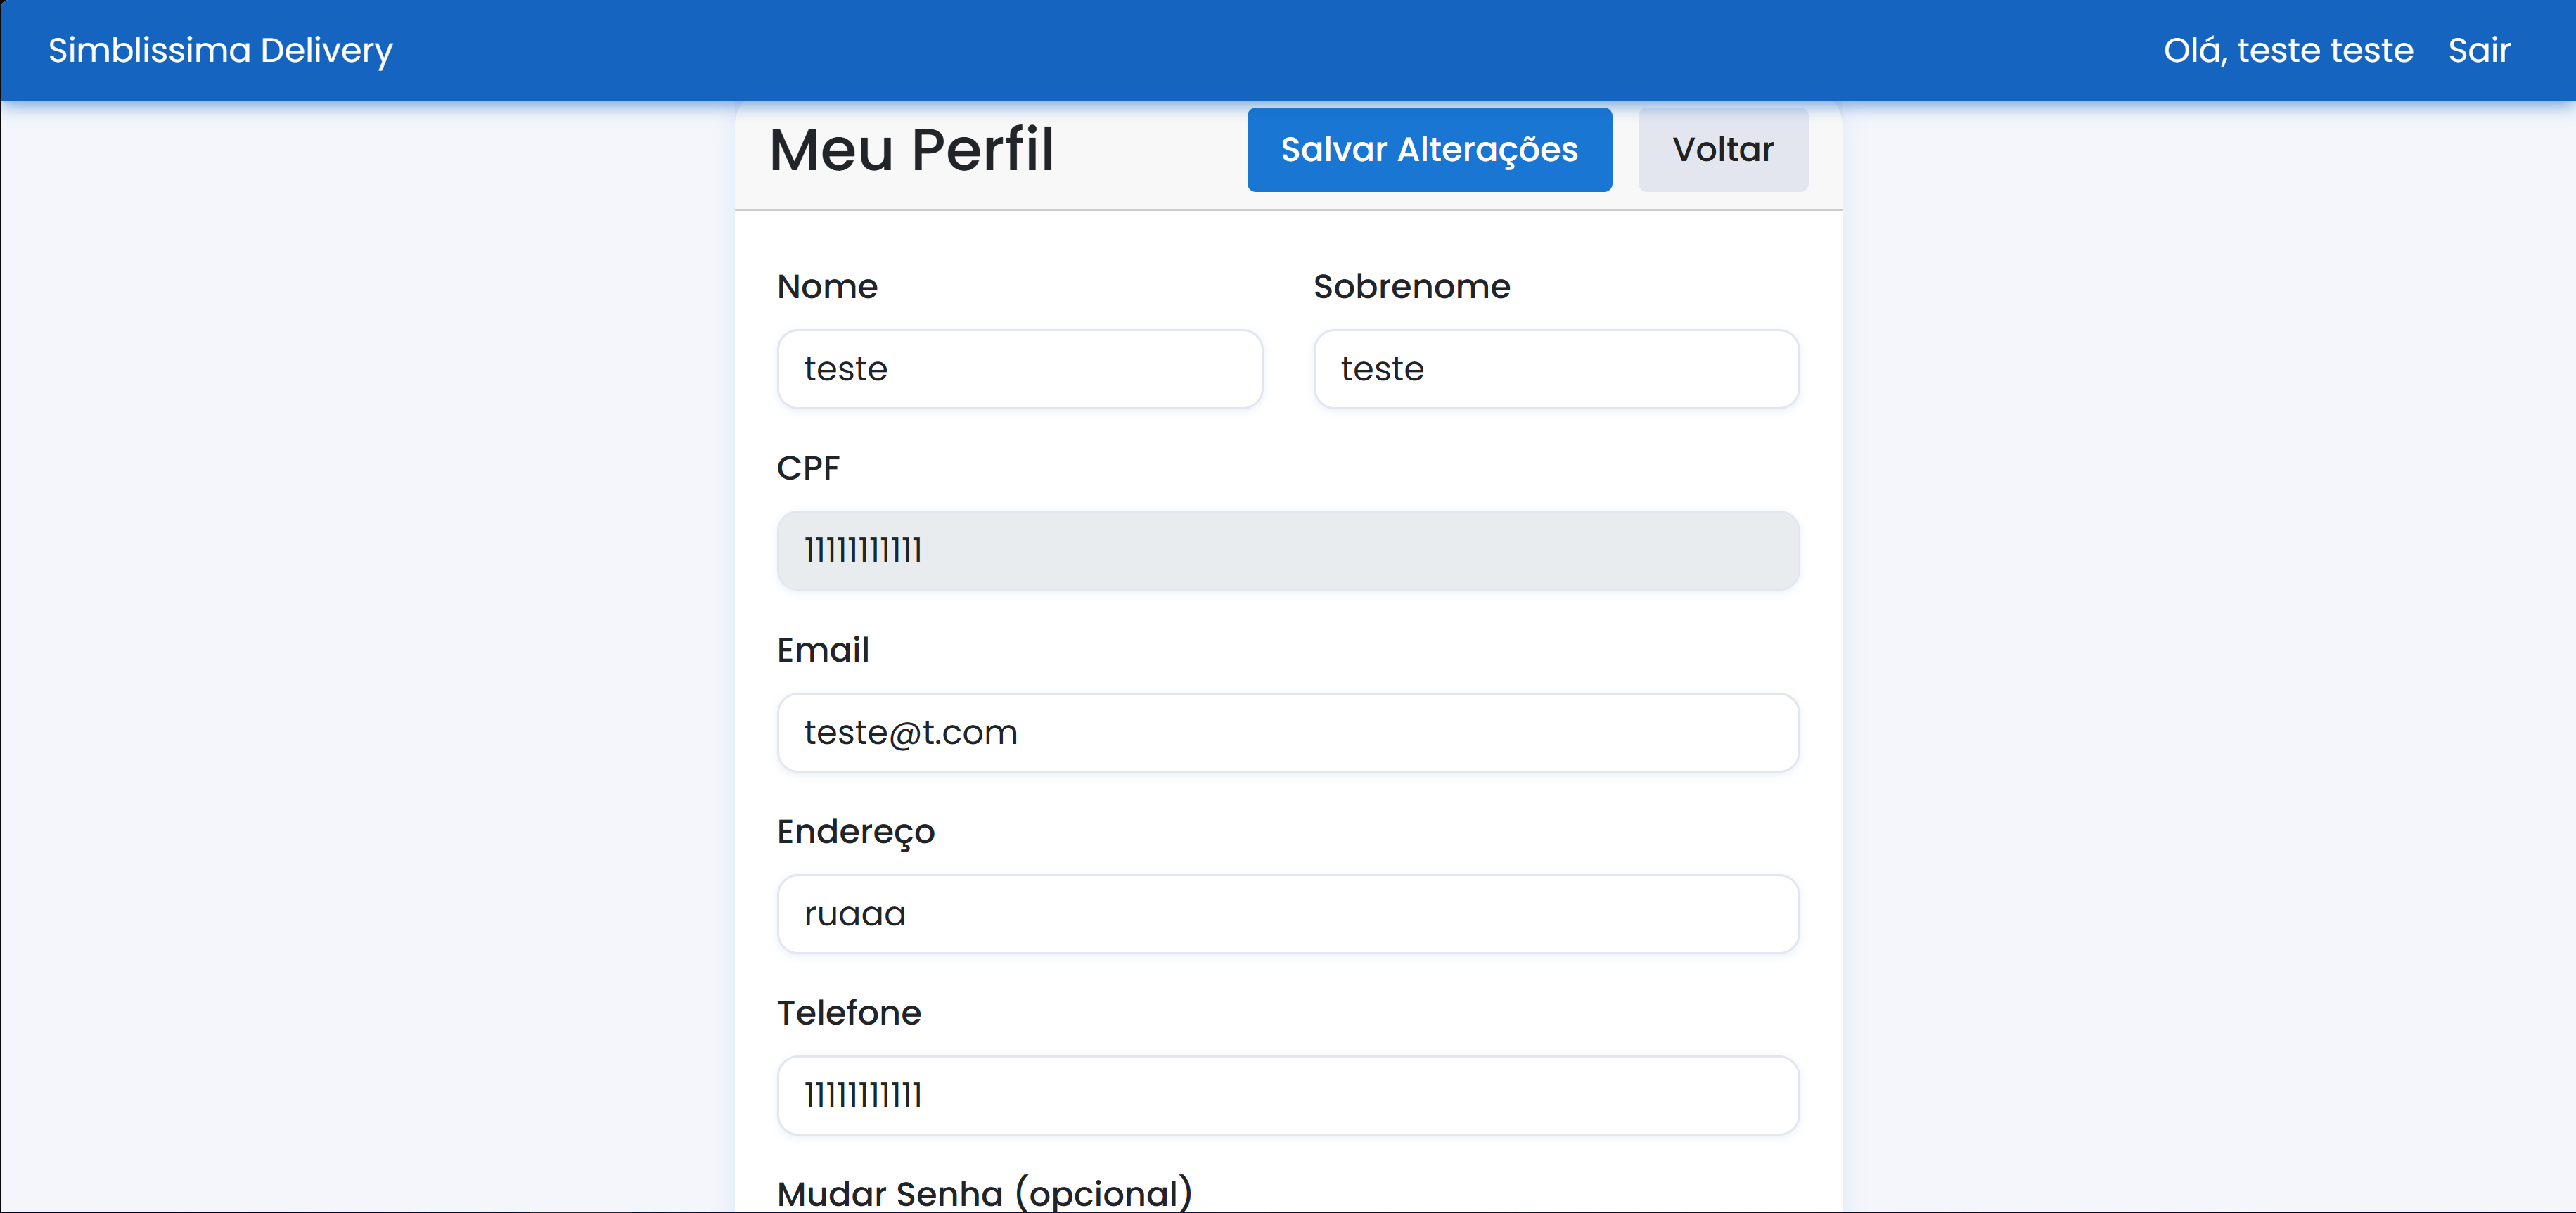 Simblissima Delivery
Olá, teste teste Sair
Meu Perfil
Salvar Alterações
Voltar
Nome
Sobrenome
teste
teste
CPF
11111111111
Email
teste@t.com
Endereço
ruaaa
Telefone
11111111111
Mudar Senha (opcional)